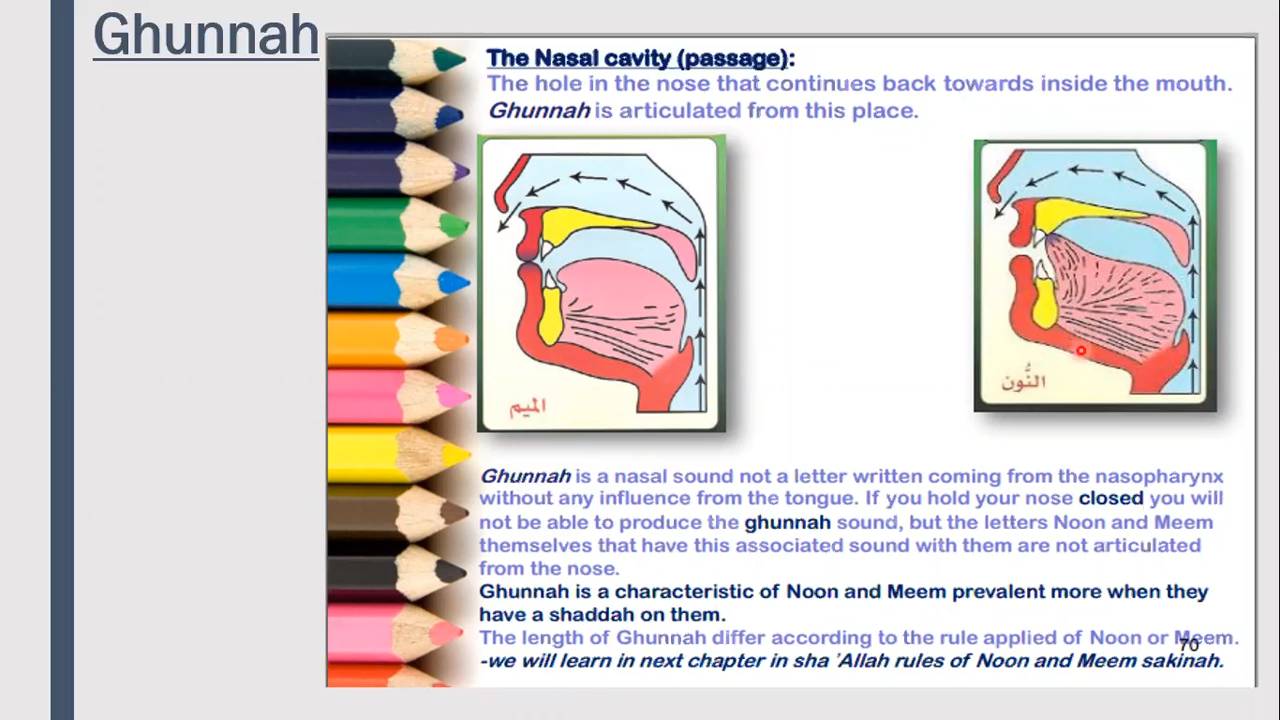 Ghunnah
The Nasal cavity (passage):
The hole in the nose that continues back towards inside the mouth.
Ghunnah is articulated from this place.
الميم
النُّون
Ghunnah is a nasal sound not a letter written coming from the nasopharynx
without any influence from the tongue. If you hold your nose closed you will
not be able to produce the ghunnah sound, but the letters Noon and Meem
themselves that have this associated sound with them are not articulated
from the nose.
Ghunnah is a characteristic of Noon and Meem prevalent more when they
have a shaddah on them.
The length of Ghunnah differ according to the rule applied of Noon or Meem.
70
-we will learn in next chapter in sha 'Allah rules of Noon and Meem sakinah.